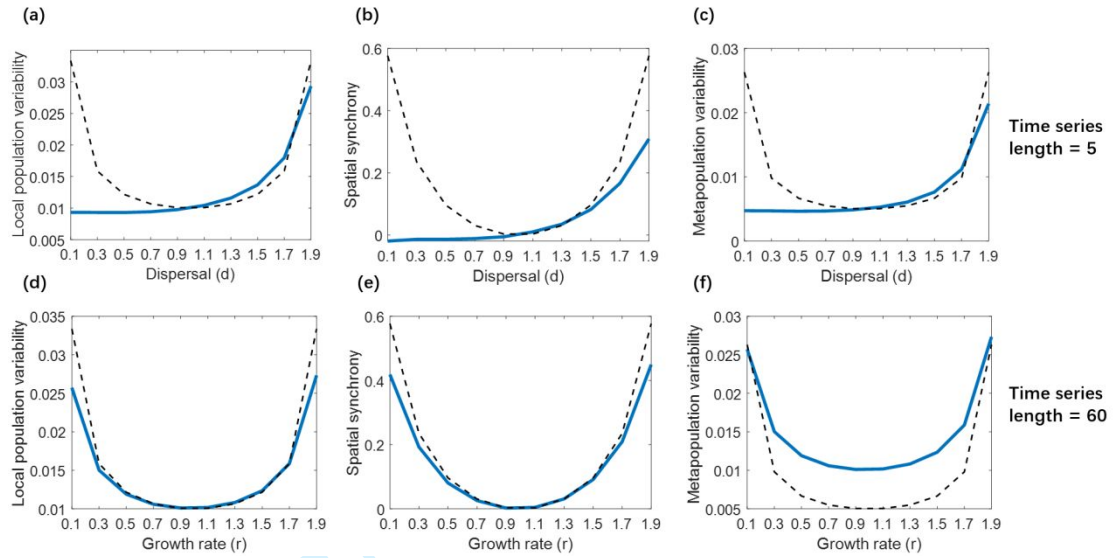 (a)
(b)
(c)
Local population variability
0.03
0.025
0.02
0.015
0.01
0.005
0.1 0.3 0.5 0.7 0.9 1.1 1.3 1.5 1.7 1.9
Dispersal (d)
Spatial synchrony
0.6
0.4
0.2
0
0.1 0.3 0.5 0.7 0.9 1.1 1.3 1.5 1.7 1.9
Dispersal (d)
Metapopulation variability
0.03
0.02
0.01
0
0.1 0.3 0.5 0.7 0.9 1.1 1.3 1.5 1.7 1.9
Dispersal (d)
Time series
length = 5
(d)
(e)
(f)
Local population variability
0.035
0.03
0.025
0.02
0.015
0.01
0.1 0.3 0.5 0.7 0.9 1.1 1.3 1.5 1.7 1.9
Growth rate (r)
Spatial synchrony
0.6
0.4
0.2
0
0.1 0.3 0.5 0.7 0.9 1.1 1.3 1.5 1.7 1.9
Growth rate (r)
Metapopulation variability
0.03
0.025
0.02
0.015
0.01
0.005
0.1 0.3 0.5 0.7 0.9 1.1 1.3 1.5 1.7 1.9
Growth rate (r)
Time series
length = 60